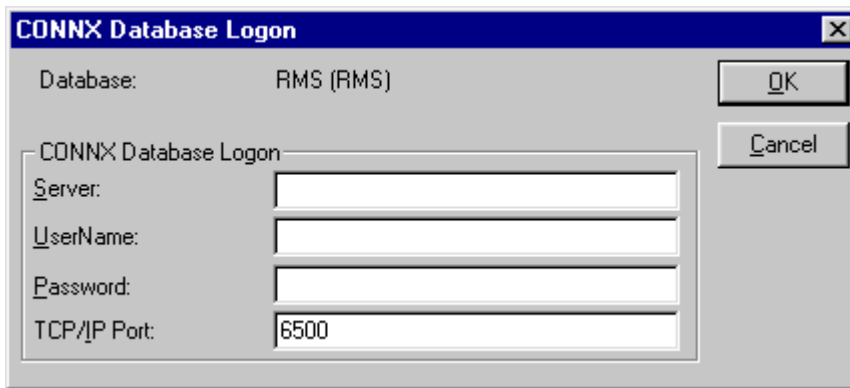 CONNX Database Logon
Database: RMS (RMS)
OK
Cancel
CONNX Database Logon
Server:
UserName:
Password:
TCP/IP Port: 6500